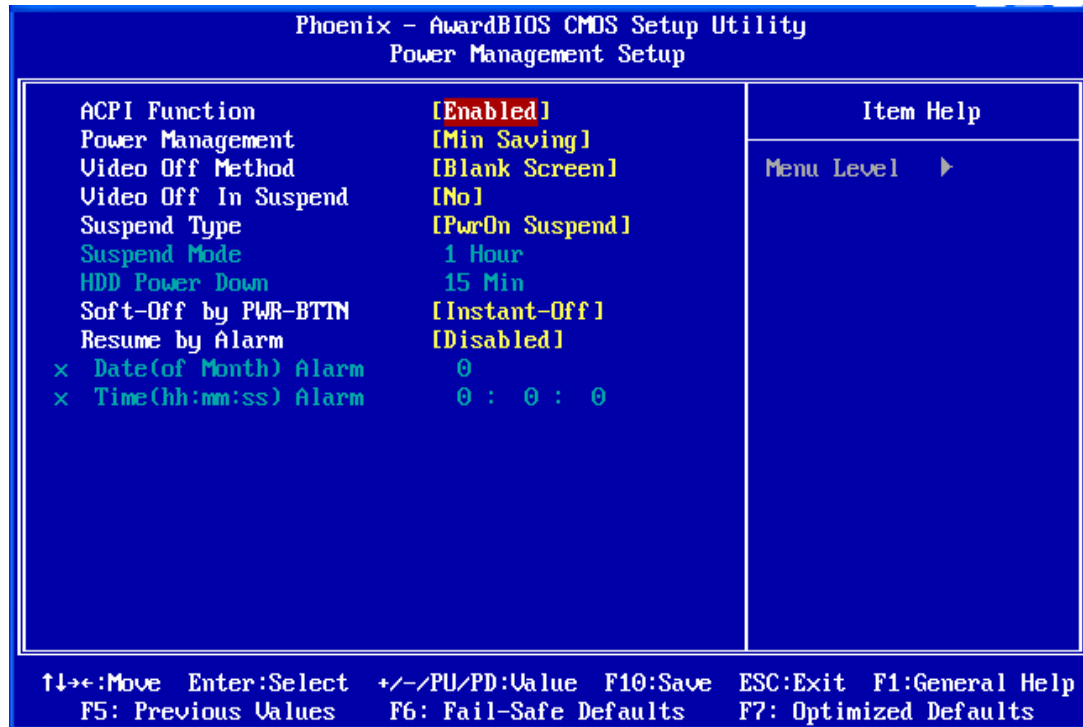 Phoenix - AwardBIOS CMOS Setup Utility
Power Management Setup
ACPI Function [Enabled]
Power Management [Min Saving]
Video Off Method [Blank Screen]
Video Off In Suspend [No]
Suspend Type [PwrOn Suspend]
Suspend Mode 1 Hour
HDD Power Down 15 Min
Soft-Off by PWR-BTTN [Instant-Off]
Resume by Alarm [Disabled]
x Date(of Month) Alarm 0
x Time(hh:mm:ss) Alarm 0 : 0 : 0
Item Help
Menu Level ▶
↑↓→←:Move Enter:Select +/-/PU/PD:Value F10:Save ESC:Exit F1:General Help
F5: Previous Values F6: Fail-Safe Defaults F7: Optimized Defaults